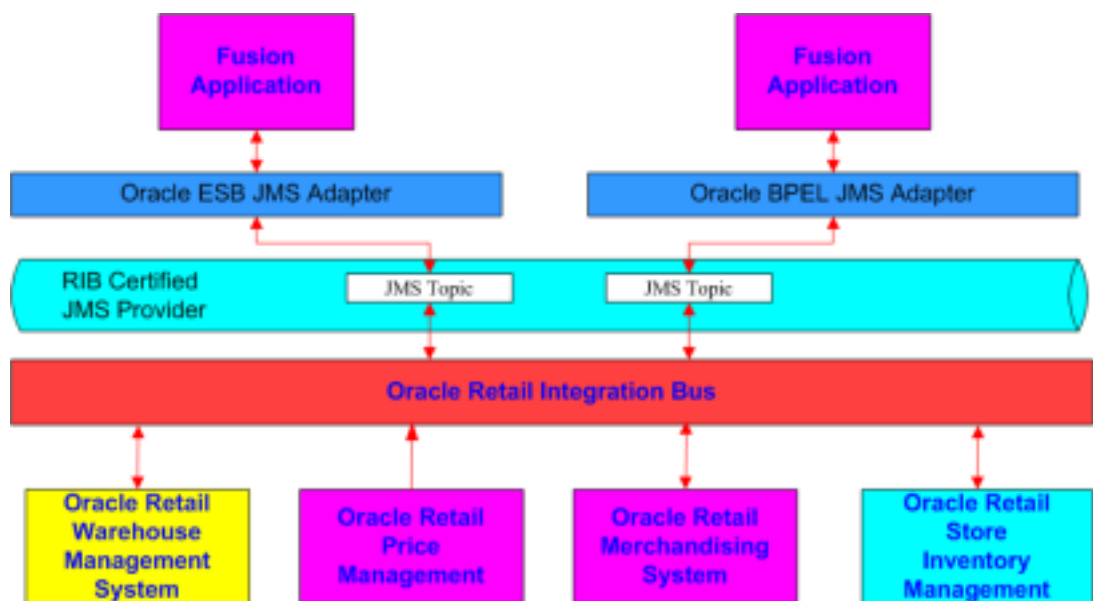 Fusion
Application
Fusion
Application
Oracle ESB JMS Adapter
Oracle BPEL JMS Adapter
RIB Certified
JMS Provider
JMS Topic
JMS Topic
Oracle Retail Integration Bus
Oracle Retail
Warehouse
Management
System
Oracle Retail
Price
Management
Oracle Retail
Merchandising
System
Oracle Retail
Store
Inventory
Management